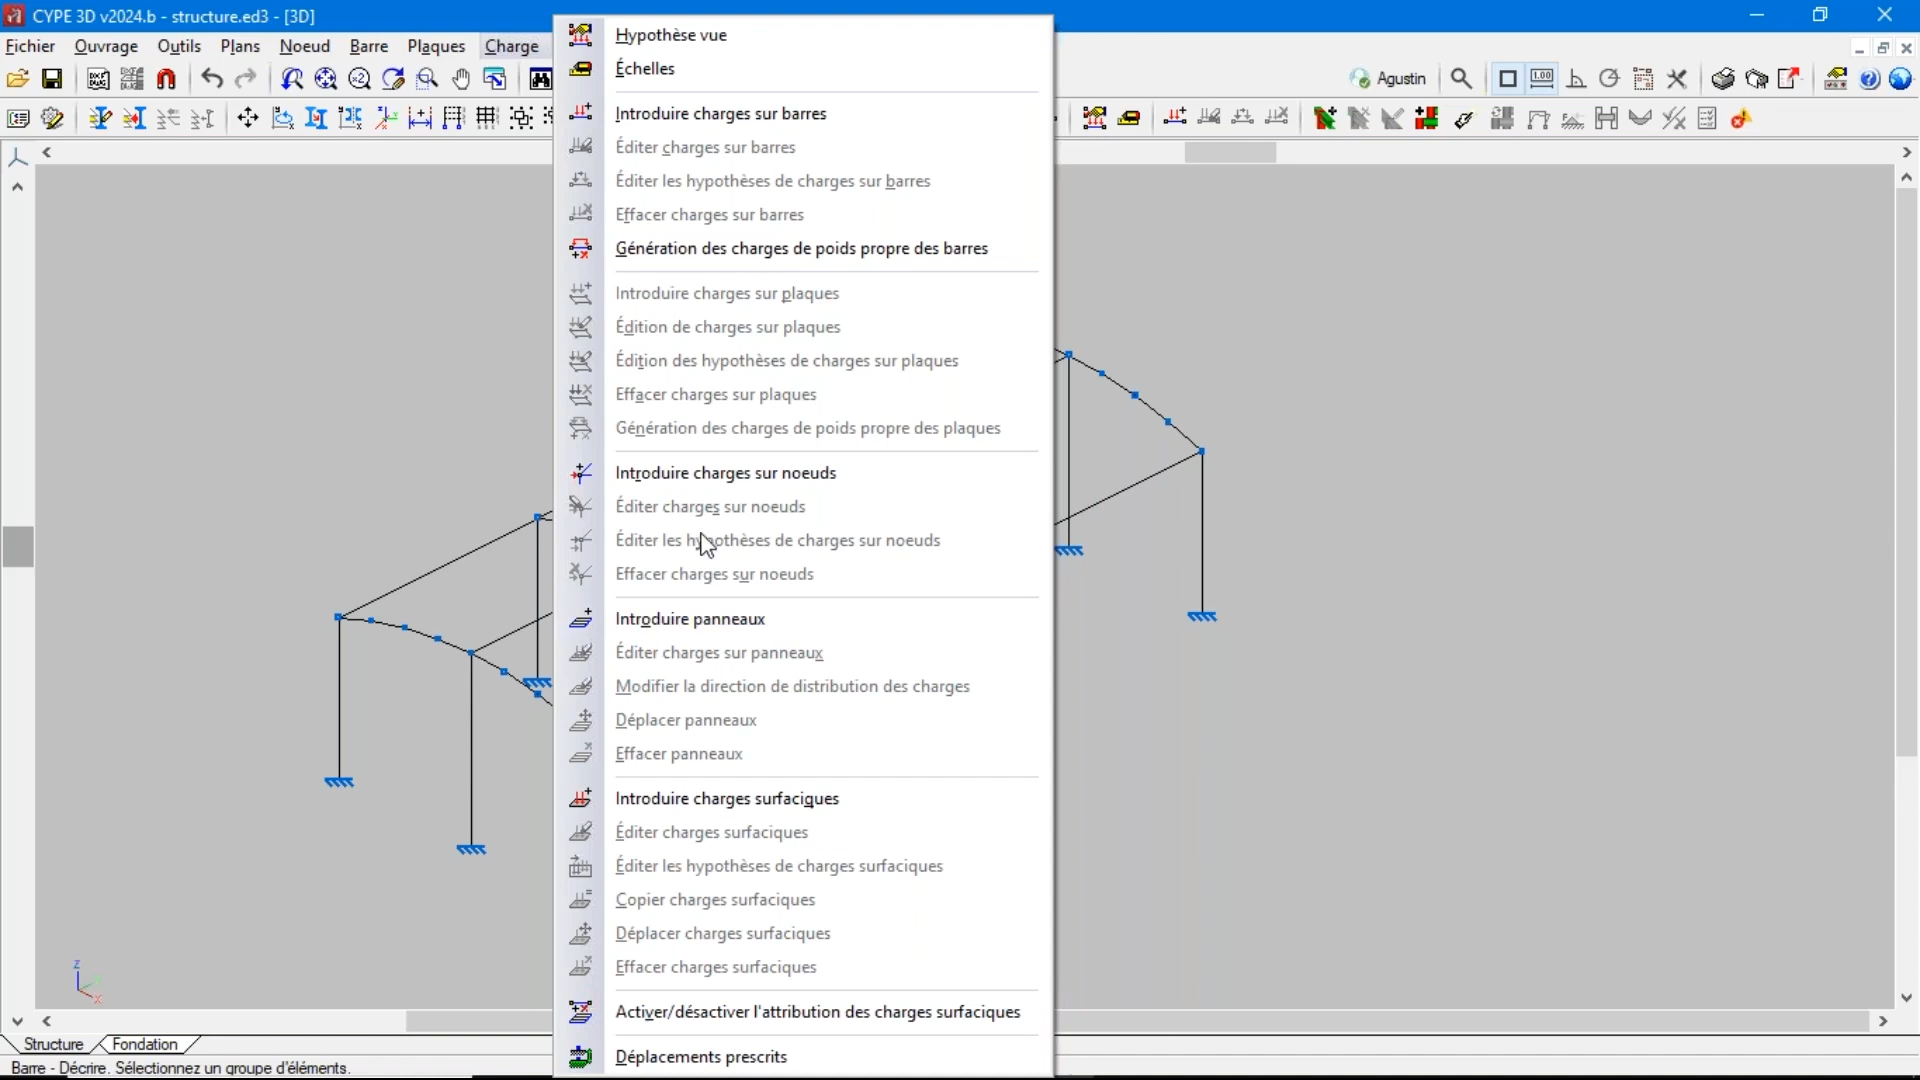 CYPE 3D v2024.b - structure.ed3 - [3D]
Fichier Ouvrage Outils Plans Noeud Barre Plaques Charge
Agustin
Hypothèse vue
Échelles
Introduire charges sur barres
Éditer charges sur barres
Éditer les hypothèses de charges sur barres
Effacer charges sur barres
Génération des charges de poids propre des barres
Introduire charges sur plaques
Édition de charges sur plaques
Édition des hypothèses de charges sur plaques
Effacer charges sur plaques
Génération des charges de poids propre des plaques
Introduire charges sur noeuds
Éditer charges sur noeuds
Éditer les hypothèses de charges sur noeuds
Effacer charges sur noeuds
Introduire panneaux
Éditer charges sur panneaux
Modifier la direction de distribution des charges
Déplacer panneaux
Effacer panneaux
Introduire charges surfaciques
Éditer charges surfaciques
Éditer les hypothèses de charges surfaciques
Copier charges surfaciques
Déplacer charges surfaciques
Effacer charges surfaciques
Activer/désactiver l'attribution des charges surfaciques
Déplacements prescrits
z
x
Structure Fondation
Barre - Décrire. Sélectionnez un groupe d'éléments.